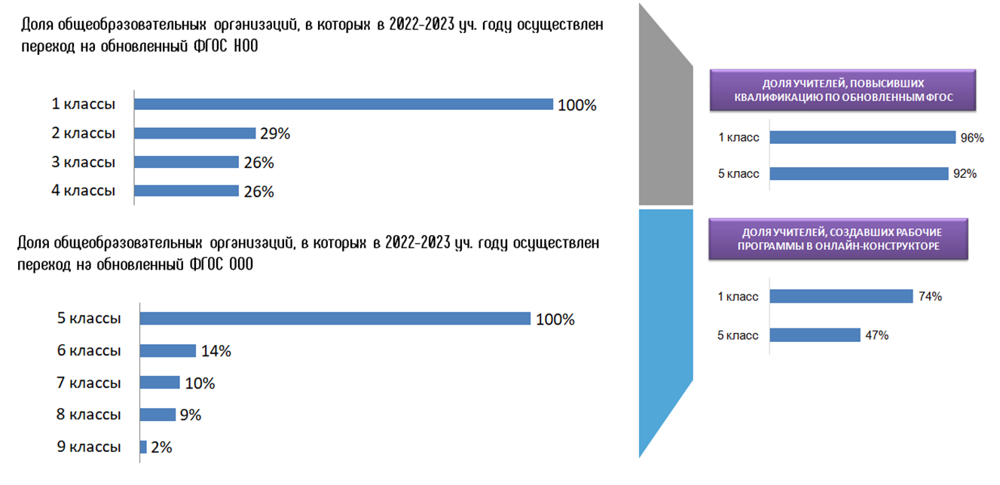 Доля общеобразовательных организаций, в которых в 2022-2023 уч. году осуществлен
переход на обновленный ФГОС НОО
1 классы 100%
2 классы 29%
3 классы 26%
4 классы 26%
Доля общеобразовательных организаций, в которых в 2022-2023 уч. году осуществлен
переход на обновленный ФГОС ООО
5 классы 100%
6 классы 14%
7 классы 10%
8 классы 9%
9 классы 2%
ДОЛЯ УЧИТЕЛЕЙ, ПОВЫСИВШИХ
КВАЛИФИКАЦИЮ ПО ОБНОВЛЕННЫМ ФГОС
1 класс 96%
5 класс 92%
ДОЛЯ УЧИТЕЛЕЙ, СОЗДАВШИХ РАБОЧИЕ
ПРОГРАММЫ В ОНЛАЙН-КОНСТРУКТОРЕ
1 класс 74%
5 класс 47%